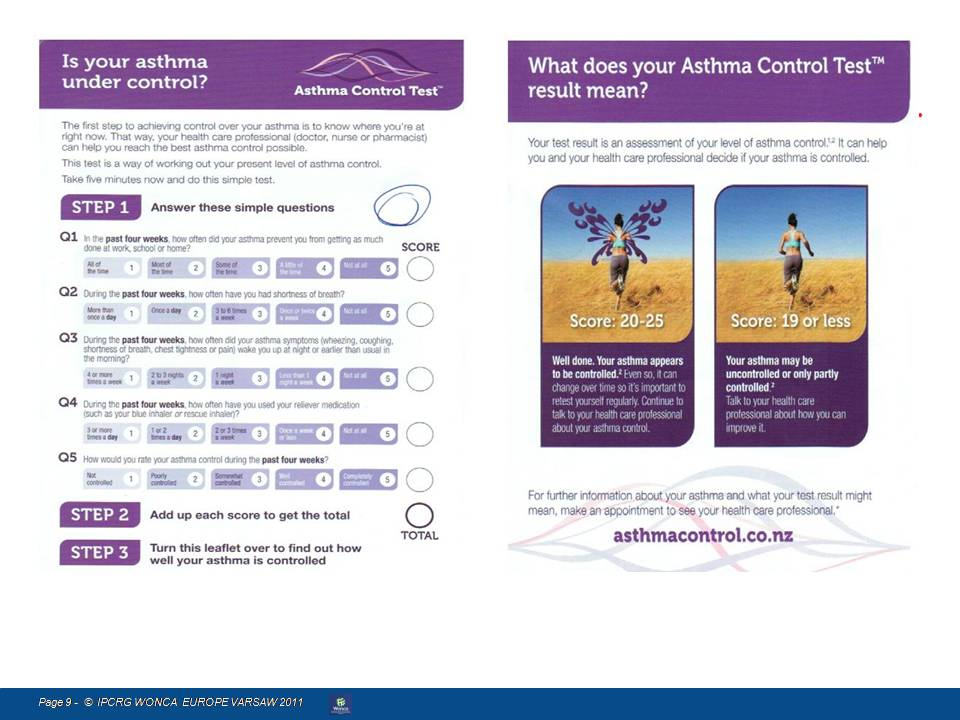 Is your asthma
under control?
Asthma Control Test™
The first step to achieving control over your asthma is to know where you're at
right now. That way, your health care professional (doctor, nurse or pharmacist)
can help you reach the best asthma control possible.
This test is a way of working out your present level of asthma control.
Take five minutes now and do this simple test.
STEP 1 Answer these simple questions
Q1 In the past four weeks, how often did your asthma prevent you from getting as much
done at work, school or home?
SCORE
All of
the time 1 Most of
the time 2 Some of
the time 3 A little of
the time 4 Not at all 5
Q2 During the past four weeks, how often have you had shortness of breath?
More than
once a day 1 Once a day 2 3 to 6 times
a week 3 Once or twice
a week 4 Not at all 5
Q3 During the past four weeks, how often did your asthma symptoms (wheezing, coughing,
shortness of breath, chest tightness or pain) wake you up at night or earlier than usual in
the morning?
4 or more
times a week 1 2 to 3 nights
a week 2 1 night
a week 3 Less than 1
night a week 4 Not at all 5
Q4 During the past four weeks, how often have you used your reliever medication
(such as your blue inhaler or rescue inhaler)?
3 or more
times a day 1 1 or 2
times a day 2 2 or 3 times
a week 3 Once a week
or less 4 Not at all 5
Q5 How would you rate your asthma control during the past four weeks?
Not
controlled 1 Poorly
controlled 2 Somewhat
controlled 3 Well
controlled 4 Completely
controlled 5
STEP 2 Add up each score to get the total
TOTAL
STEP 3 Turn this leaflet over to find out how
well your asthma is controlled
What does your Asthma Control Test™
result mean?
Your test result is an assessment of your level of asthma control.1,2 It can help
you and your health care professional decide if your asthma is controlled.
Score: 20-25
Well done. Your asthma appears
to be controlled.2 Even so, it can
change over time so it's important to
retest yourself regularly. Continue to
talk to your health care professional
about your asthma control.
Score: 19 or less
Your asthma may be
uncontrolled or only partly
controlled 2
Talk to your health care
professional about how you can
improve it.
For further information about your asthma and what your test result might
mean, make an appointment to see your health care professional.*
asthmacontrol.co.nz
Page 9 - © IPCRG WONCA EUROPE VARSAW 2011
Wonca